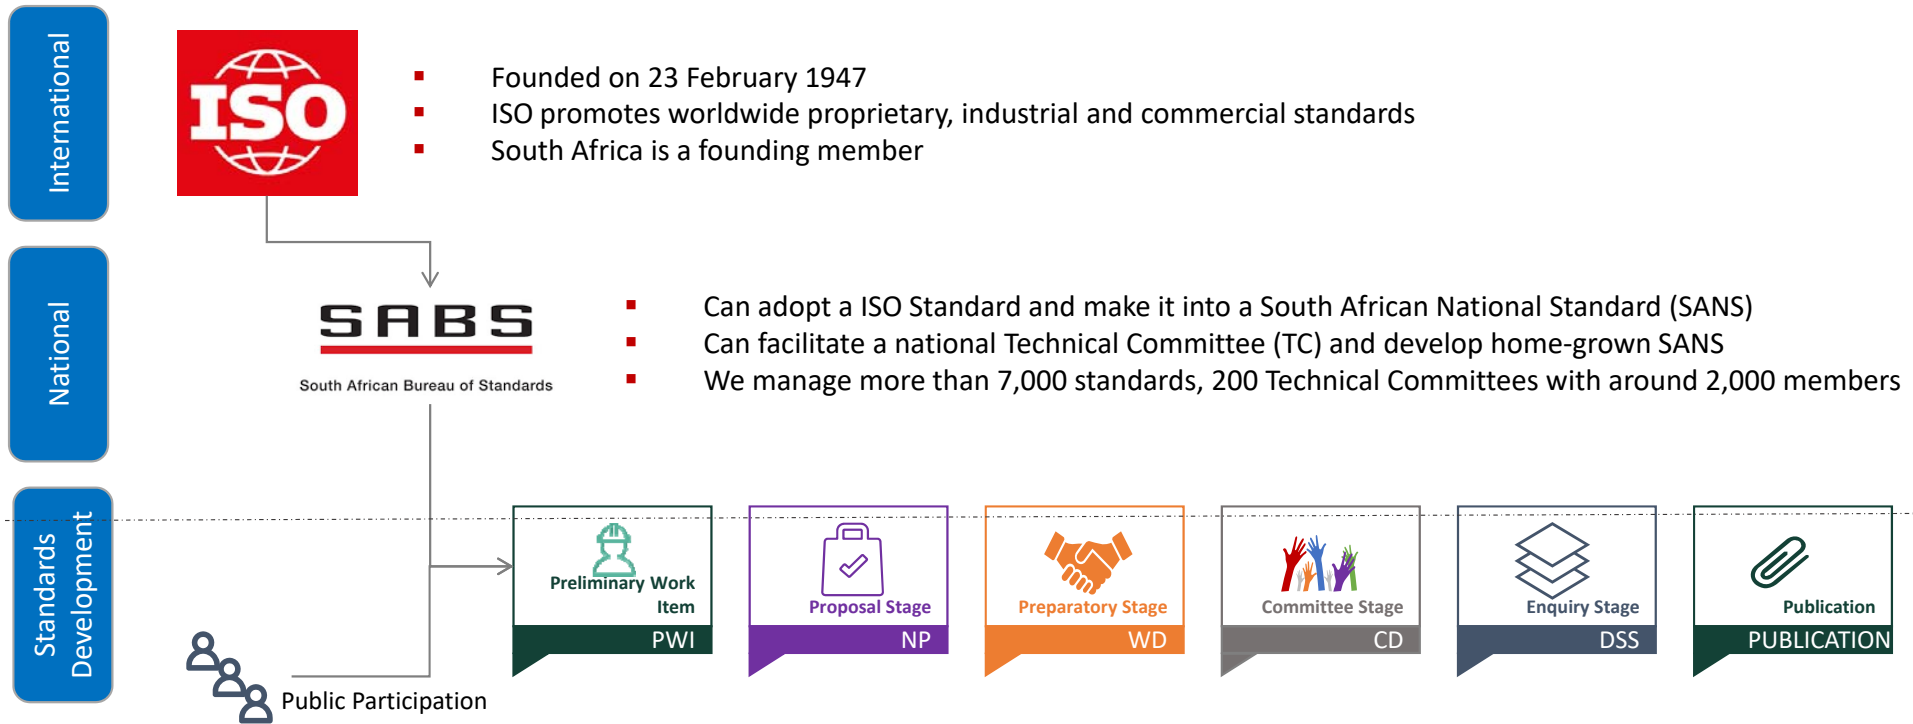 International
ISO
Founded on 23 February 1947
ISO promotes worldwide proprietary, industrial and commercial standards
South Africa is a founding member
National
SABS
South African Bureau of Standards
Can adopt a ISO Standard and make it into a South African National Standard (SANS)
Can facilitate a national Technical Committee (TC) and develop home-grown SANS
We manage more than 7,000 standards, 200 Technical Committees with around 2,000 members
Standards
Development
Public Participation
Preliminary Work
Item
PWI
Proposal Stage
NP
Preparatory Stage
WD
Committee Stage
CD
Enquiry Stage
DSS
Publication
PUBLICATION